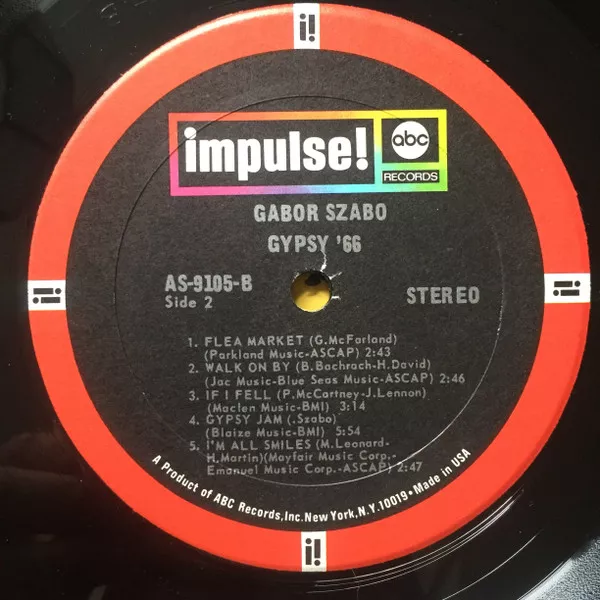 i!
impulse!
abc
RECORDS
GABOR SZABO
GYPSY '66
AS-9105-B
Side 2
STEREO
i!
i!
1. FLEA MARKET (G.McFarland)
(Parkland Music-ASCAP) 2:43
2. WALK ON BY (B.Bachrach-H.David)
(Jac Music-Blue Seas Music-ASCAP) 2:46
3. IF I FELL (P.McCartney-J.Lennon)
(Maclen Music-BMI) 3:14
4. GYPSY JAM (.Szabo)
(Blaize Music-BMI) 5:54
5. I'M ALL SMILES (M.Leonard-
H.Martin)(Mayfair Music Corp.-
Emanuel Music Corp.-ASCAP) 2:47
A Product of ABC Records,Inc.New York,N.Y.10019•Made in USA
i!